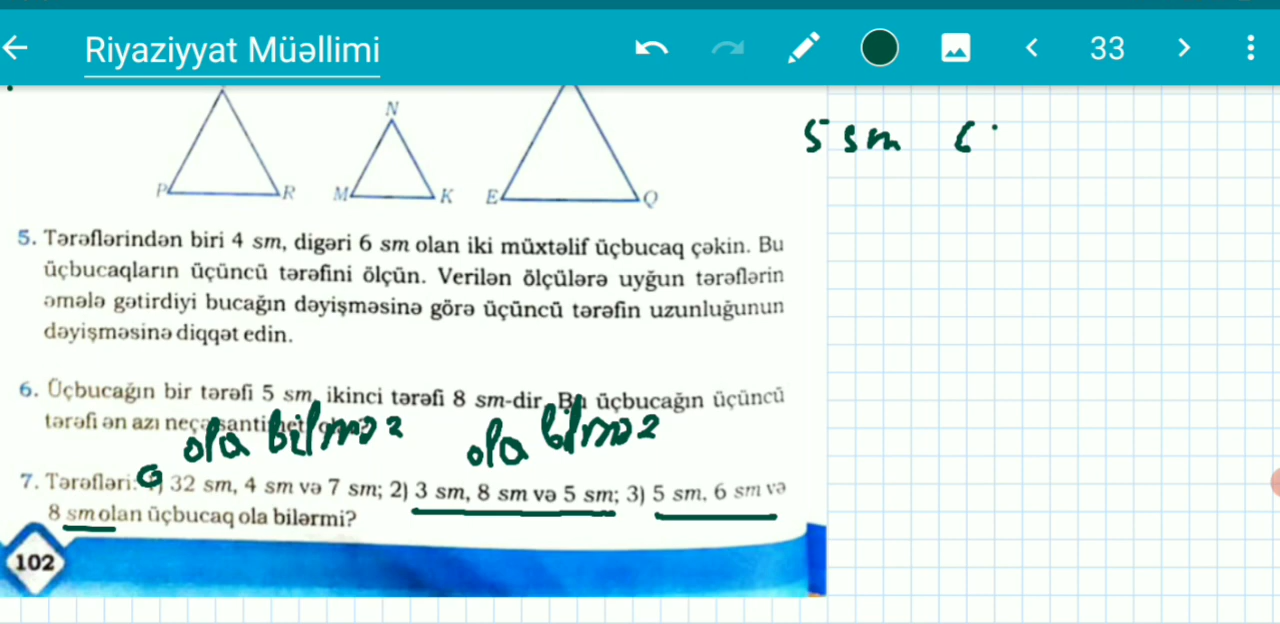 Riyaziyyat Müəllimi
33
N
P
R
M
K
E
Q
5 sm
5. Tərəflərindən biri 4 sm, digəri 6 sm olan iki müxtəlif üçbucaq çəkin. Bu
üçbucaqların üçüncü tərəfini ölçün. Verilən ölçülərə uyğun tərəflərin
əmələ gətirdiyi bucağın dəyişməsinə görə üçüncü tərəfin uzunluğunun
dəyişməsinə diqqət edin.
6. Üçbucağın bir tərəfi 5 sm, ikinci tərəfi 8 sm-dir. Bu üçbucağın üçüncü
tərəfi ən azı neçə
ola bilməz
ola bilməz
7. Tərəfləri: 32 sm, 4 sm və 7 sm; 2) 3 sm, 8 sm və 5 sm; 3) 5 sm, 6 sm və
8 sm olan üçbucaq ola bilərmi?
102